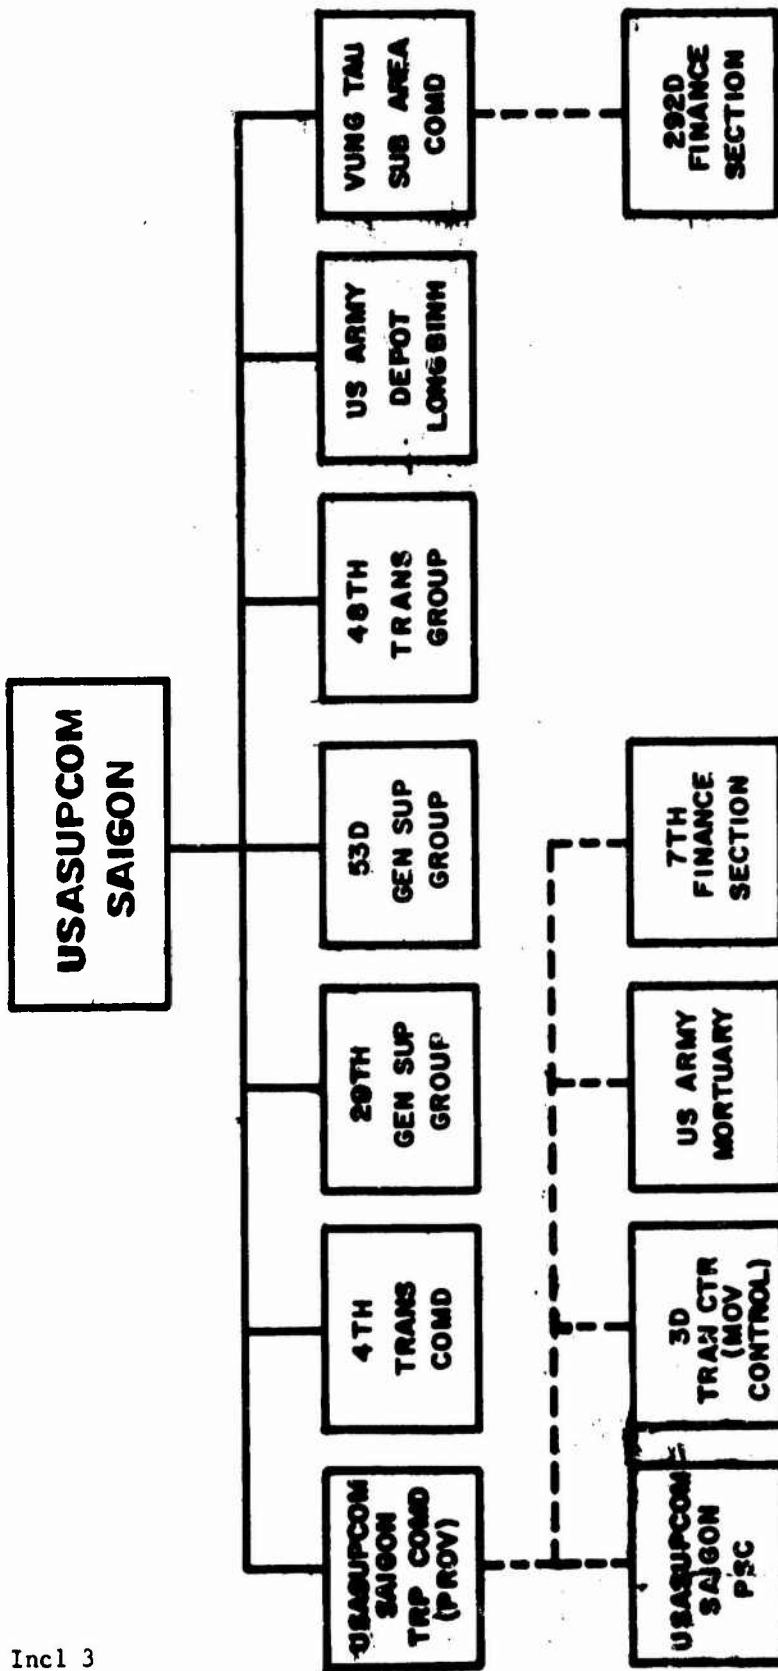 USASUPCOM
SAIGON
USASUPCOM
SAIGON
TRP COMD
(PROV)
4TH
TRANS
COMD
29TH
GEN SUP
GROUP
53D
GEN SUP
GROUP
48TH
TRANS
GROUP
US ARMY
DEPOT
LONGBINH
VUNG TAU
SUB AREA
COMD
USASUPCOM
SAIGON
PSC
3D
TRAN CTR
(MOV
CONTROL)
US ARMY
MORTUARY
7TH
FINANCE
SECTION
292D
FINANCE
SECTION
Incl 3